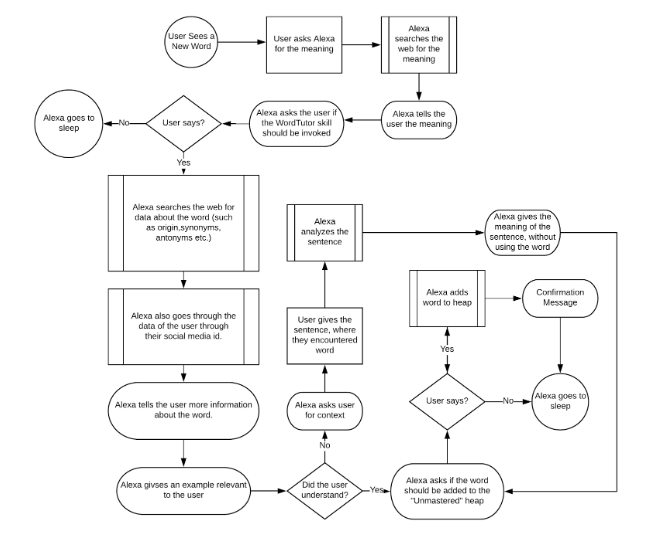 User Sees a
New Word
User asks Alexa
for the meaning
Alexa
searches the
web for the
meaning
Alexa tells the
user the meaning
Alexa asks the user if
the WordTutor skill
should be invoked
User says?
No
Alexa goes to
sleep
Yes
Alexa searches the web for
data about the word (such
as origin,synonyms,
antonyms etc.)
Alexa also goes through the
data of the user through
their social media id.
Alexa tells the user more information
about the word.
Alexa givses an example relevant
to the user
Did the user
understand?
No
Alexa asks user
for context
User gives the
sentence, where
they encountered
word
Alexa
analyzes the
sentence
Alexa gives the
meaning of the
sentence, without
using the word
Yes
Alexa asks if the word
should be added to the
"Unmastered" heap
User says?
Yes
Alexa adds
word to heap
Confirmation
Message
No
Alexa goes to
sleep